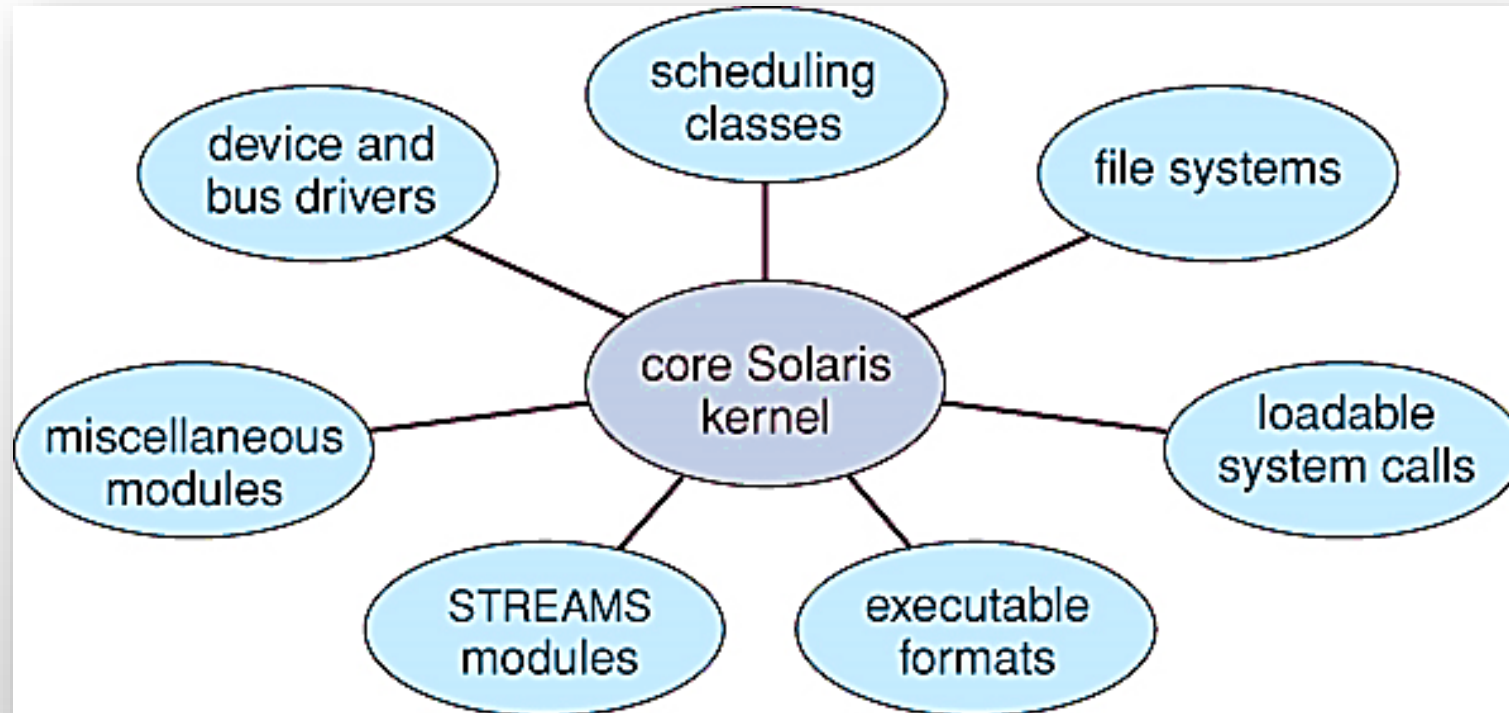 scheduling
classes
device and
bus drivers
file systems
core Solaris
kernel
miscellaneous
modules
loadable
system calls
STREAMS
modules
executable
formats